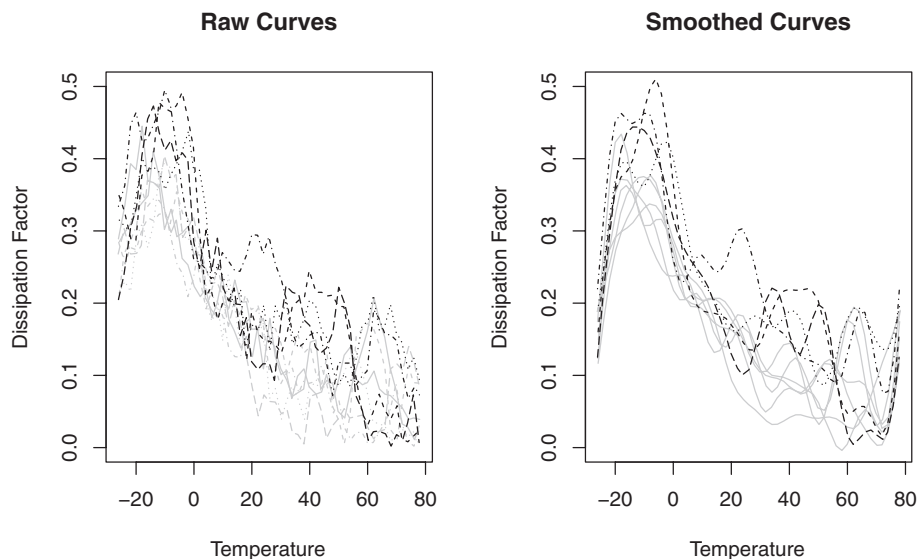 Raw Curves
Dissipation Factor
0.5
0.4
0.3
0.2
0.1
0.0
−20 0 20 40 60 80
Temperature
Smoothed Curves
Dissipation Factor
0.5
0.4
0.3
0.2
0.1
0.0
−20 0 20 40 60 80
Temperature